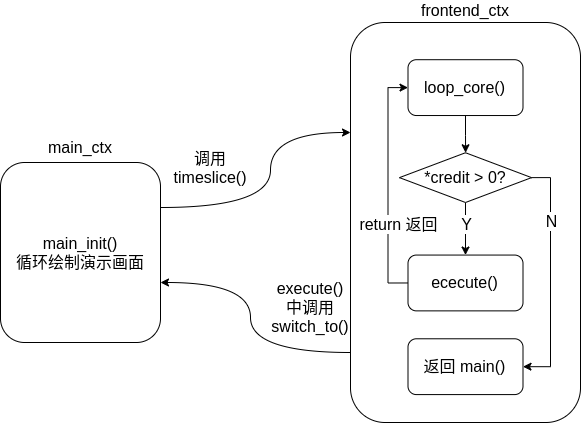 frontend_ctx
loop_core()
main_ctx
调用
timeslice()
*credit > 0?
return 返回
Y
N
main_init()
循环绘制演示画面
execute()
中调用
switch_to()
ececute()
返回 main()